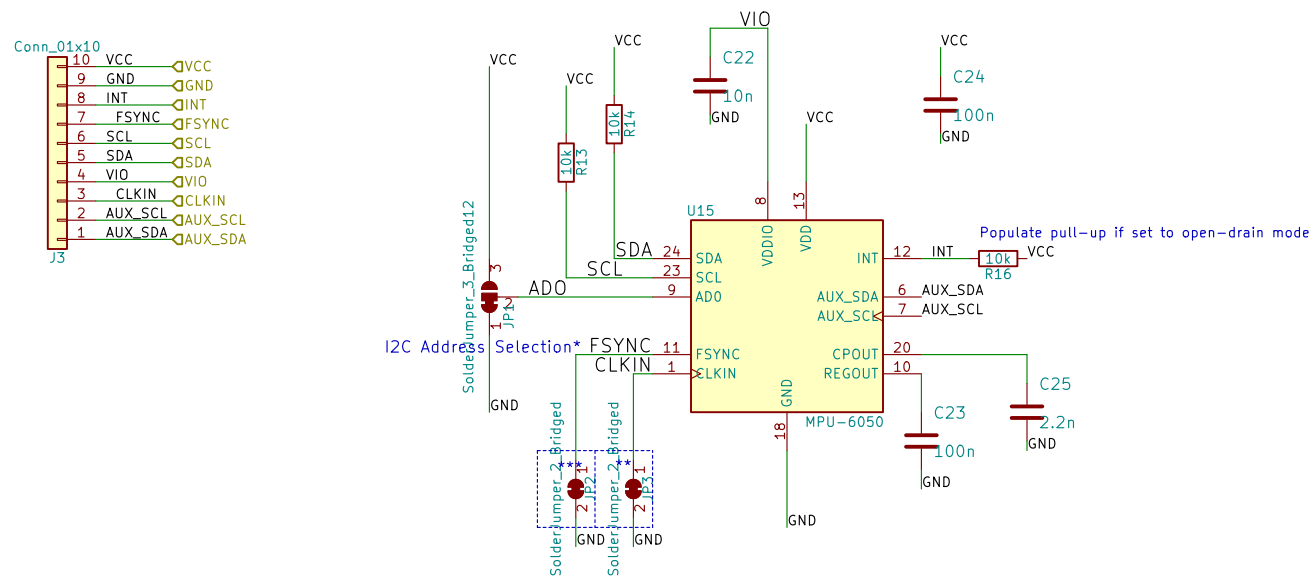 Conn_01x10
10 VCC VCC
9 GND GND
8 INT INT
7 FSYNC FSYNC
6 SCL SCL
5 SDA SDA
4 VIO VIO
3 CLKIN CLKIN
2 AUX_SCL AUX_SCL
1 AUX_SDA AUX_SDA
J3
VCC
SolderJumper_3_Bridged12
3
2
1
JP1
ADO
GND
I2C Address Selection*
VCC
10k
R13
VCC
10k
R14
SDA
SCL
FSYNC
CLKIN
VIO
C22
10n
GND
VCC
VCC
C24
100n
GND
U15
8
VDDIO
13
VDD
24 SDA
23 SCL
9 ADO
11 FSYNC
1 CLKIN
INT 12
AUX_SDA 6
AUX_SCL 7
CPOUT 20
REGOUT 10
GND
18
MPU-6050
GND
Populate pull-up if set to open-drain mode
INT
10k
R16
VCC
AUX_SDA
AUX_SCL
C25
2.2n
GND
C23
100n
GND
SolderJumper_2_Bridged
***
1
2
JP2
GND
SolderJumper_2_Bridged
**
1
2
JP3
GND